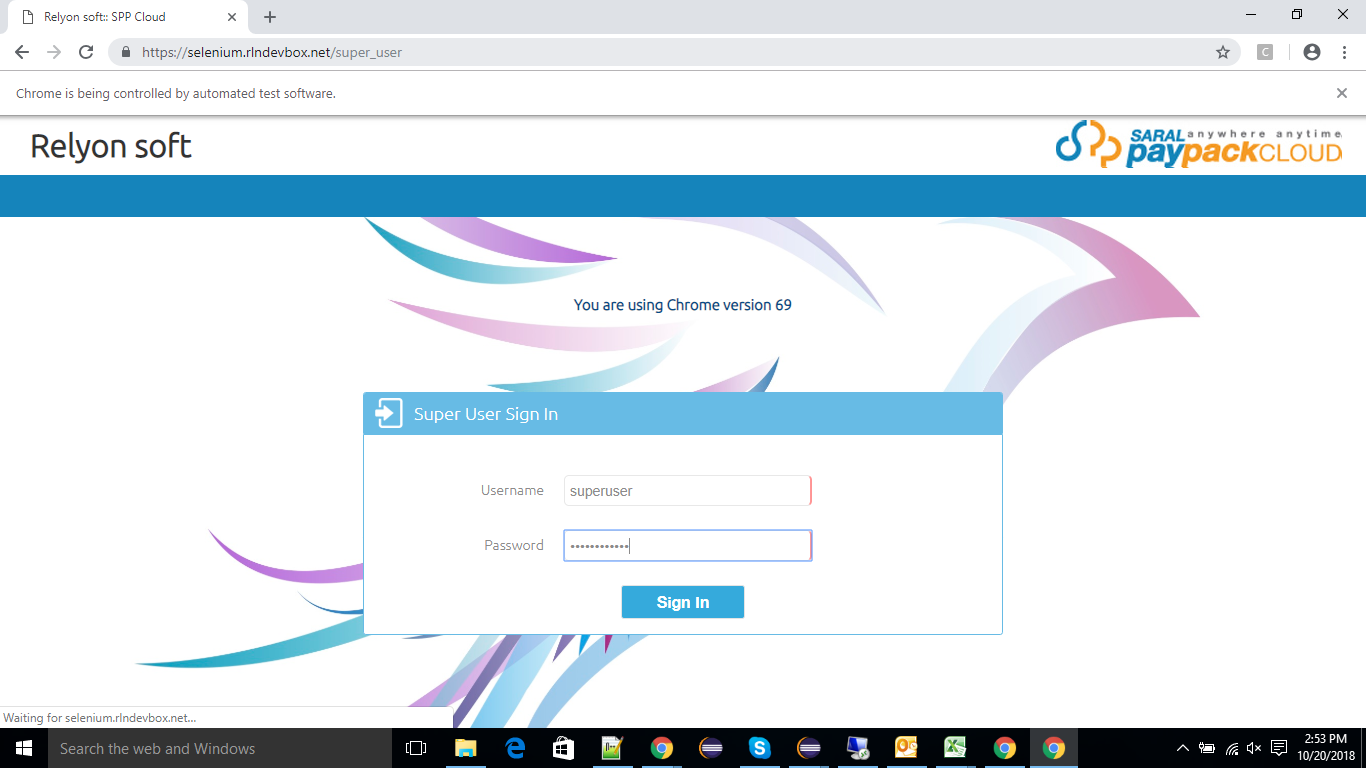 Relyon soft:: SPP Cloud
https://selenium.rlndevbox.net/super_user
C
Chrome is being controlled by automated test software.
Relyon soft
SARAL anywhere anytime
paypackCLOUD
You are using Chrome version 69
Super User Sign In
Username superuser
Password ••••••••••••
Sign In
Waiting for selenium.rlndevbox.net...
Search the web and Windows
2:53 PM
10/20/2018